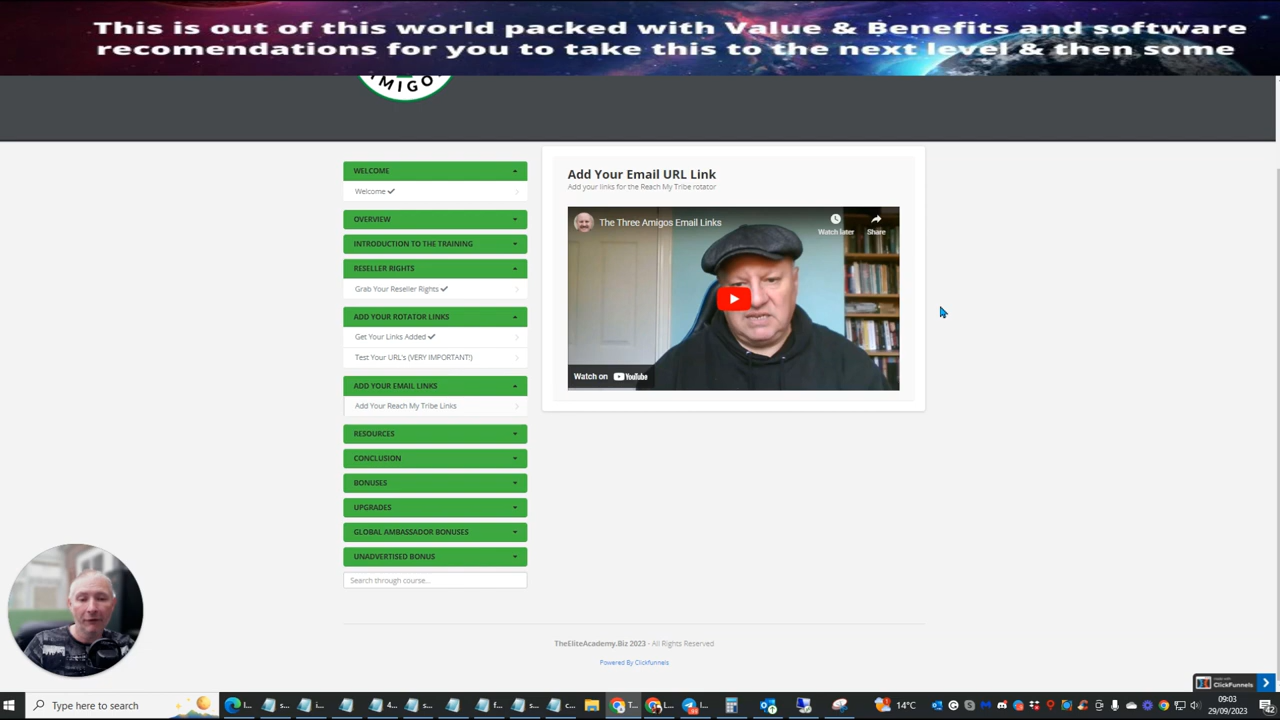 This is out of this world packed with Value & Benefits and software
recomendations for you to take this to the next level & then some
MIGO
WELCOME
Welcome ✔
OVERVIEW
INTRODUCTION TO THE TRAINING
RESELLER RIGHTS
Grab Your Reseller Rights ✔
ADD YOUR ROTATOR LINKS
Get Your Links Added ✔
Test Your URL's (VERY IMPORTANT!)
ADD YOUR EMAIL LINKS
Add Your Reach My Tribe Links
RESOURCES
CONCLUSION
BONUSES
UPGRADES
GLOBAL AMBASSADOR BONUSES
UNADVERTISED BONUS
Search through course...
Add Your Email URL Link
Add your links for the Reach My Tribe rotator
The Three Amigos Email Links
Watch later
Share
Watch on YouTube
TheEliteAcademy.Biz 2023 - All Rights Reserved
Powered By Clickfunnels
ClickFunnels
Type here to search
14°C
09:03
29/09/2023